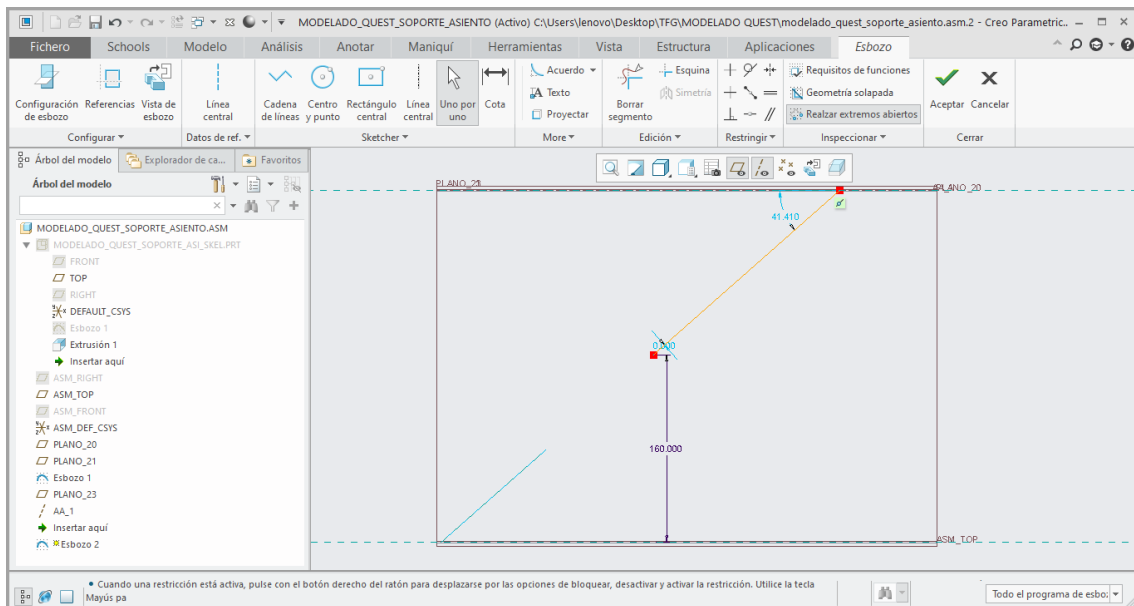 MODELADO_QUEST_SOPORTE_ASIENTO (Activo) C:\Users\lenovo\Desktop\TFG\MODELADO QUEST\modelado_quest_soporte_asiento.asm.2 - Creo Parametric..
Fichero Schools Modelo Análisis Anotar Maniquí Herramientas Vista Estructura Aplicaciones Esbozo
Configuración de esbozo
Referencias
Vista de esbozo
Línea central
Cadena de líneas
Centro y punto
Rectángulo central
Línea central
Uno por uno
Cota
Acuerdo
Texto
Proyectar
Borrar segmento
Esquina
Simetría
Requisitos de funciones
Geometría solapada
Realzar extremos abiertos
Aceptar Cancelar
Configurar Datos de ref. Sketcher More Edición Restringir Inspeccionar Cerrar
Árbol del modelo Explorador de ca... Favoritos
Árbol del modelo
MODELADO_QUEST_SOPORTE_ASIENTO.ASM
MODELADO_QUEST_SOPORTE_ASI_SKEL.PRT
FRONT
TOP
RIGHT
DEFAULT_CSYS
Esbozo 1
Extrusión 1
Insertar aquí
ASM_RIGHT
ASM_TOP
ASM_FRONT
ASM_DEF_CSYS
PLANO_20
PLANO_21
Esbozo 1
PLANO_23
AA_1
Insertar aquí
Esbozo 2
41.410
0.000
160.000
ASM_TOP
• Cuando una restricción está activa, pulse con el botón derecho del ratón para desplazarse por las opciones de bloquear, desactivar y activar la restricción. Utilice la tecla
Mayús pa
Todo el programa de esbo: